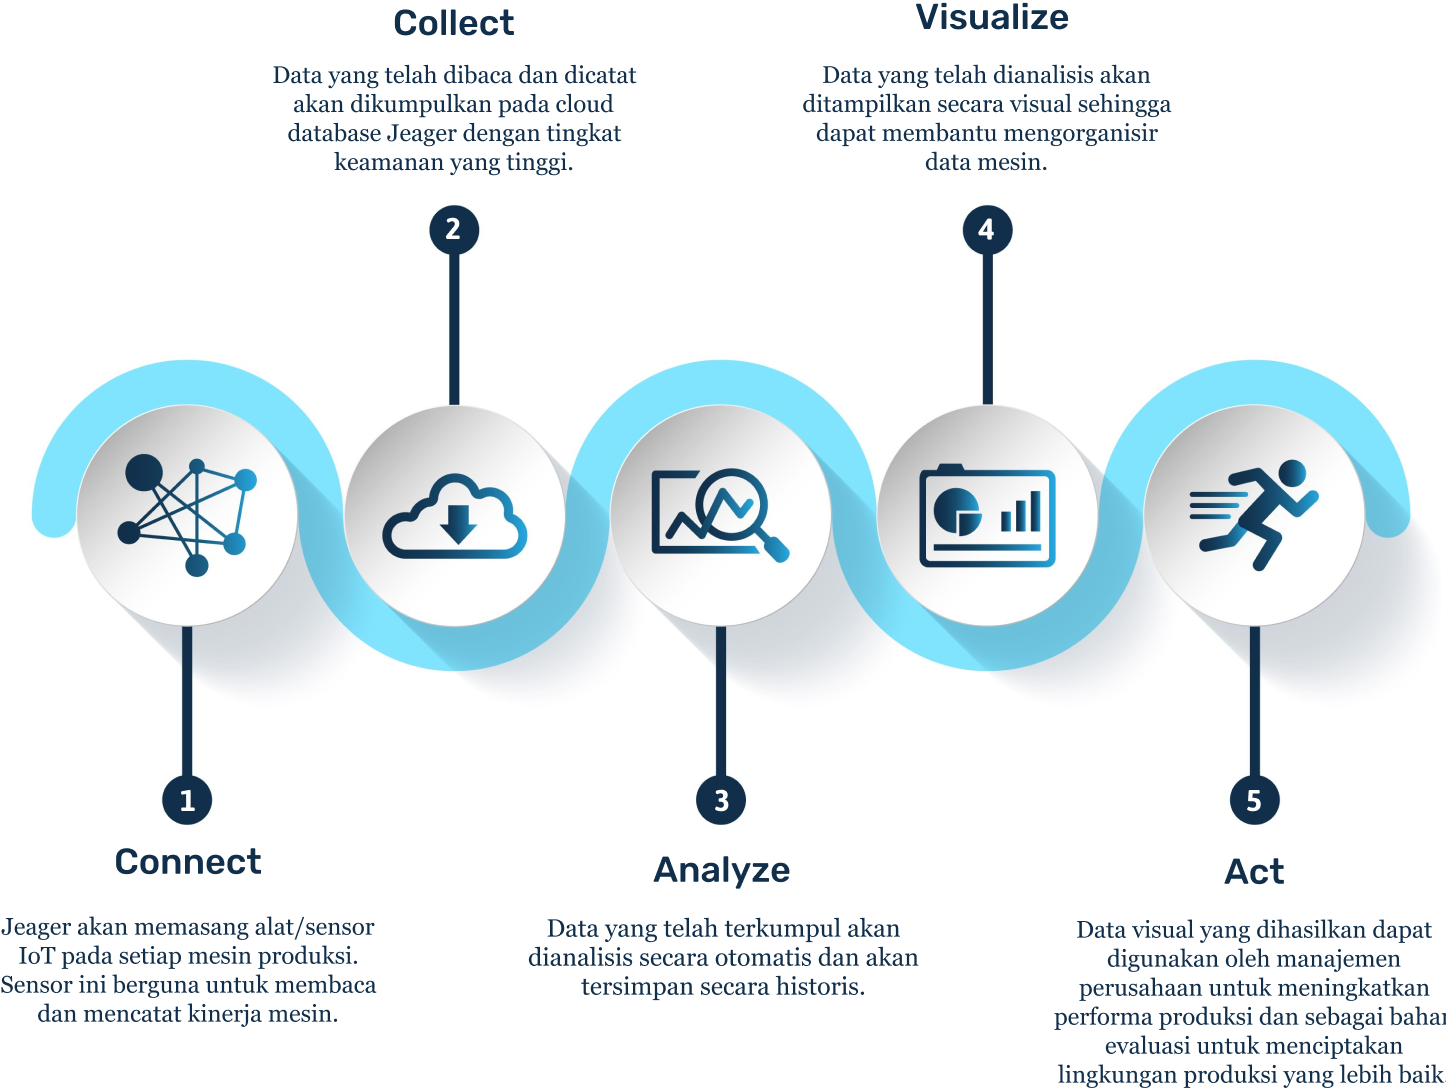 Collect
Data yang telah dibaca dan dicatat
akan dikumpulkan pada cloud
database Jeager dengan tingkat
keamanan yang tinggi.
2
Visualize
Data yang telah dianalisis akan
ditampilkan secara visual sehingga
dapat membantu mengorganisir
data mesin.
4
1
Connect
Jeager akan memasang alat/sensor
IoT pada setiap mesin produksi.
Sensor ini berguna untuk membaca
dan mencatat kinerja mesin.
3
Analyze
Data yang telah terkumpul akan
dianalisis secara otomatis dan akan
tersimpan secara historis.
5
Act
Data visual yang dihasilkan dapat
digunakan oleh manajemen
perusahaan untuk meningkatkan
performa produksi dan sebagai bahan
evaluasi untuk menciptakan
lingkungan produksi yang lebih baik.